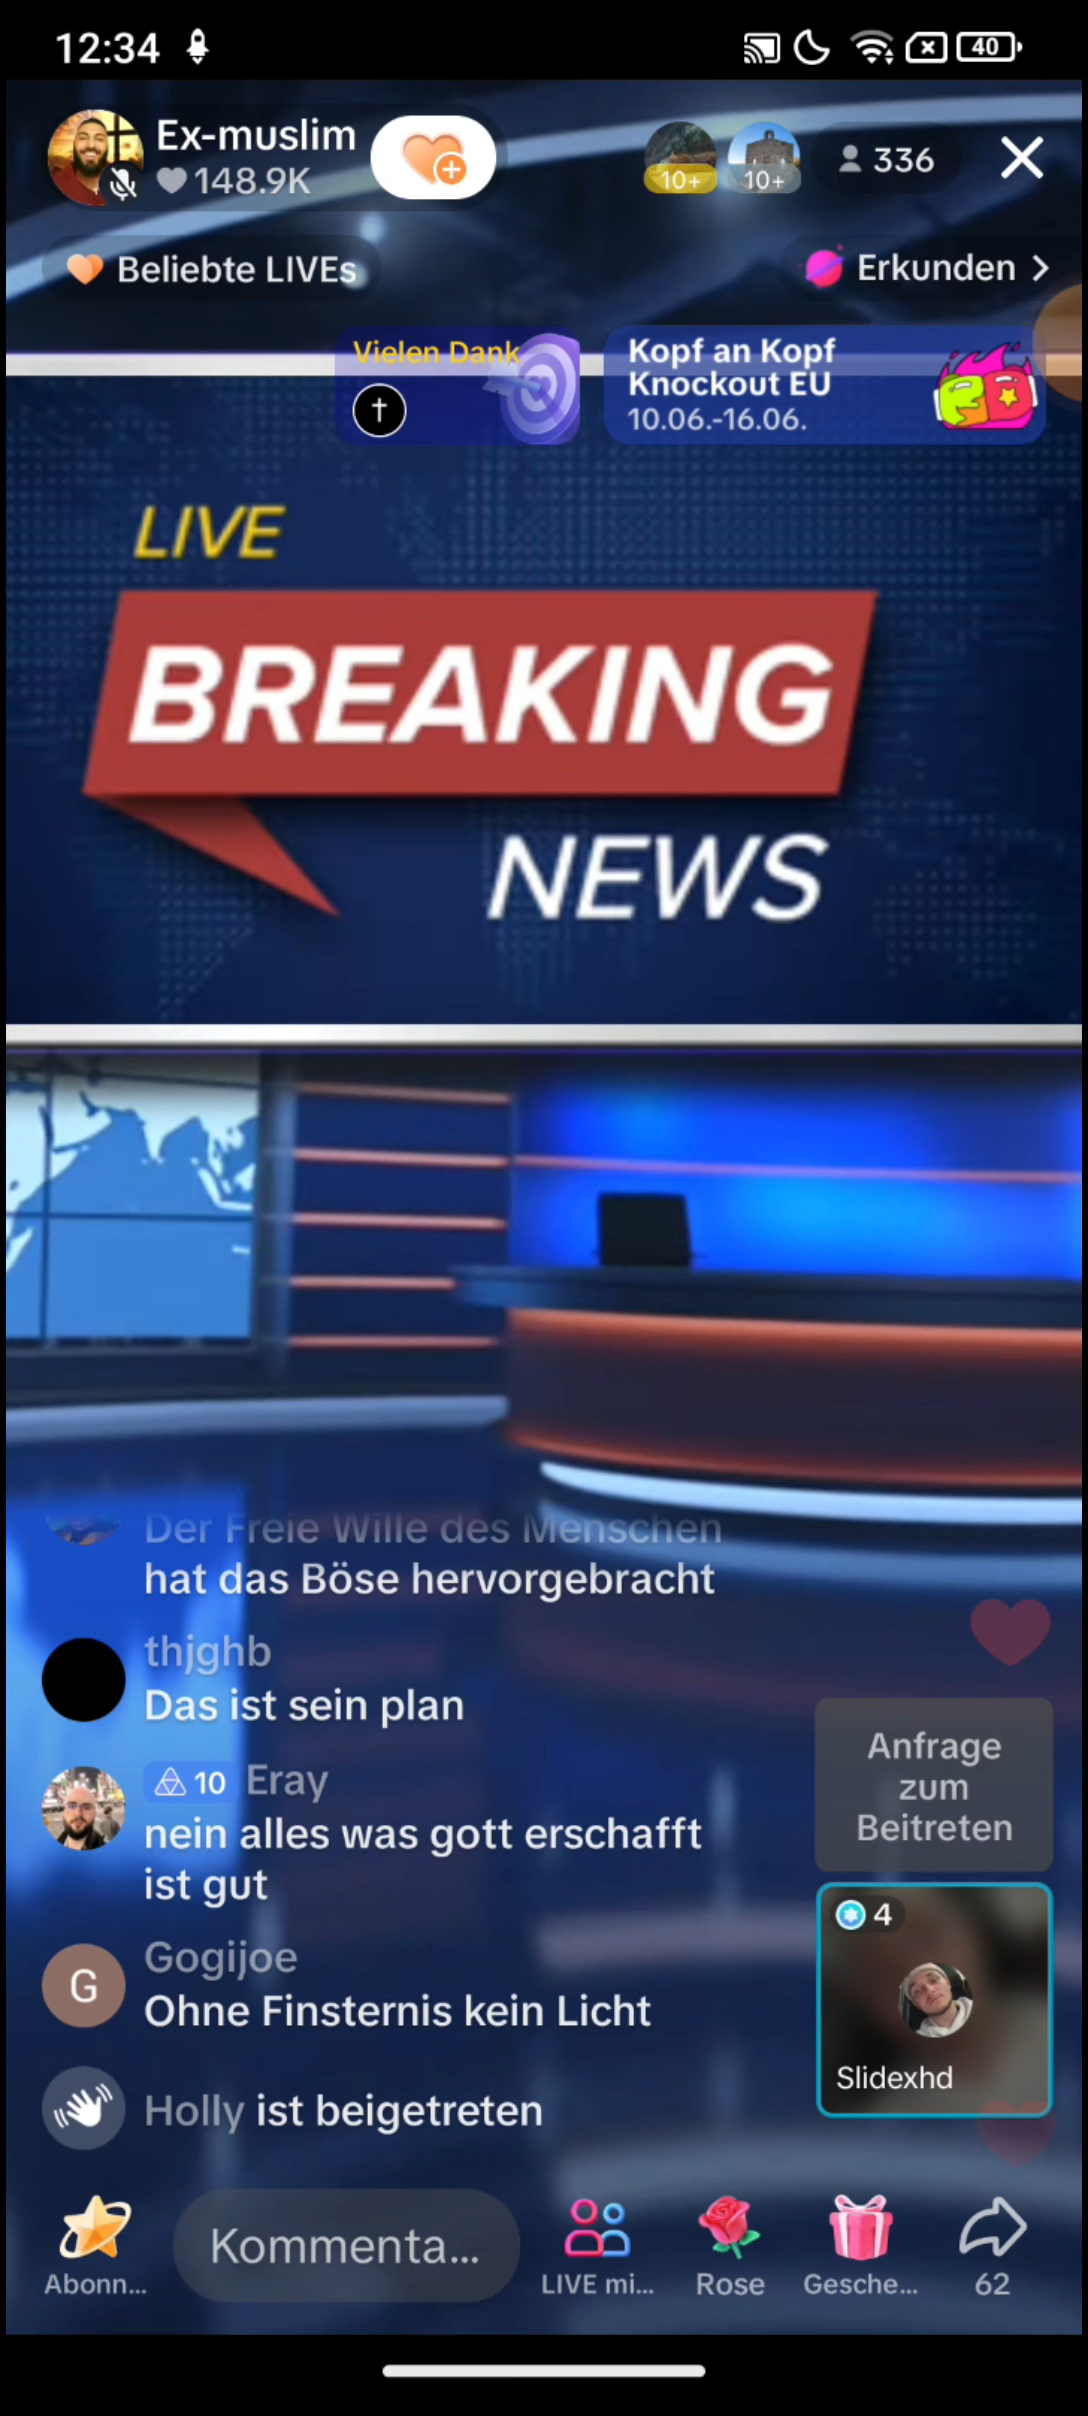 12:34
40
Ex-muslim
148.9K
10+
10+
336
Beliebte LIVEs
Erkunden >
Vielen Dank
Kopf an Kopf
Knockout EU
10.06.-16.06.
LIVE
BREAKING
NEWS
Der Freie Wille des Menschen
hat das Böse hervorgebracht
thjghb
Das ist sein plan
10 Eray
nein alles was gott erschafft
ist gut
G
Gogijoe
Ohne Finsternis kein Licht
Holly ist beigetreten
Anfrage
zum
Beitreten
4
Slidexhd
Kommenta...
Abonn...
LIVE mi...
Rose
Gesche...
62